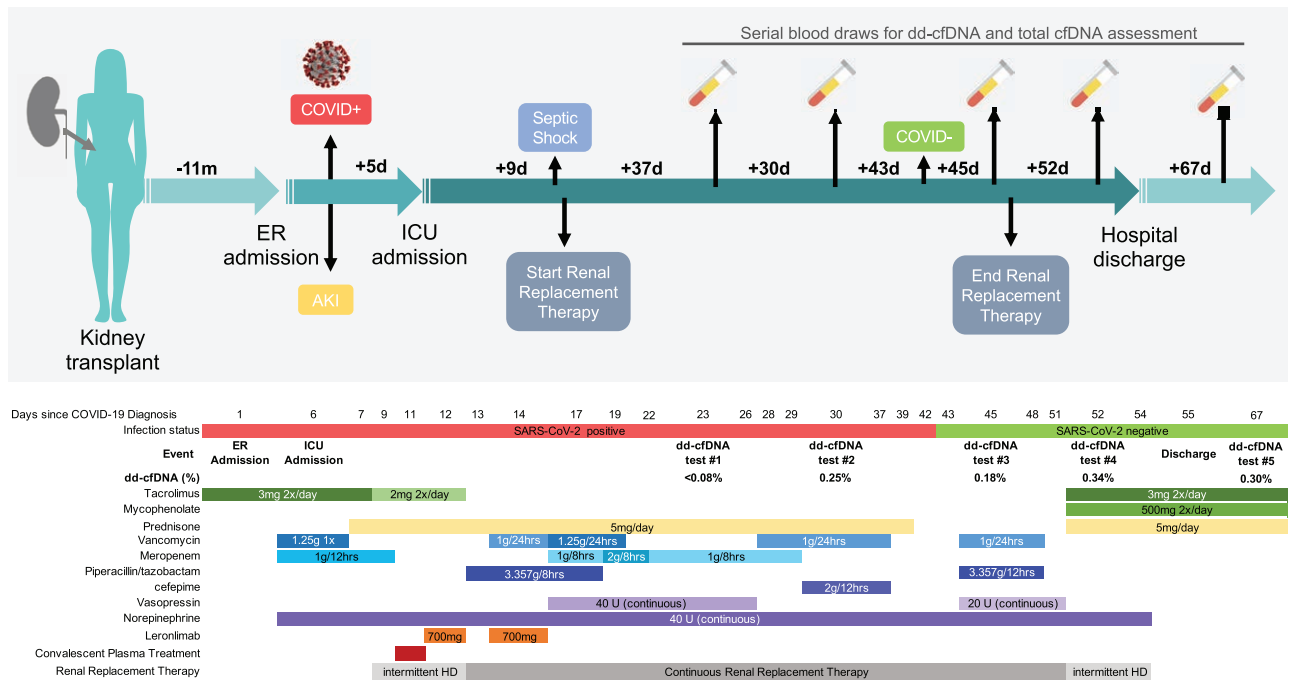 Serial blood draws for dd-cfDNA and total cfDNA assessment
COVID+
Septic
Shock
COVID-
-11m
+5d
+9d
+37d
+30d
+43d
+45d
+52d
+67d
ER
admission
ICU
admission
Hospital
discharge
AKI
Start Renal
Replacement
Therapy
End Renal
Replacement
Therapy
Kidney
transplant
Days since COVID-19 Diagnosis 1 6 7 9 11 12 13 14 17 19 22 23 26 28 29 30 37 39 42 43 45 48 51 52 54 55 67
Infection status SARS-CoV-2 positive SARS-CoV-2 negative
Event
ER
Admission
ICU
Admission
dd-cfDNA
test #1
dd-cfDNA
test #2
dd-cfDNA
test #3
dd-cfDNA
test #4
Discharge
dd-cfDNA
test #5
dd-cfDNA (%) <0.08% 0.25% 0.18% 0.34% 0.30%
Tacrolimus 3mg 2x/day 2mg 2x/day 3mg 2x/day
Mycophenolate 500mg 2x/day
Prednisone 5mg/day 5mg/day
Vancomycin 1.25g 1x 1g/24hrs 1.25g/24hrs 1g/24hrs 1g/24hrs
Meropenem 1g/12hrs 1g/8hrs 2g/8hrs 1g/8hrs
Piperacillin/tazobactam 3.357g/8hrs 3.357g/12hrs
cefepime 2g/12hrs
Vasopressin 40 U (continuous) 20 U (continuous)
Norepinephrine 40 U (continuous)
Leronlimab 700mg 700mg
Convalescent Plasma Treatment
Renal Replacement Therapy intermittent HD Continuous Renal Replacement Therapy intermittent HD